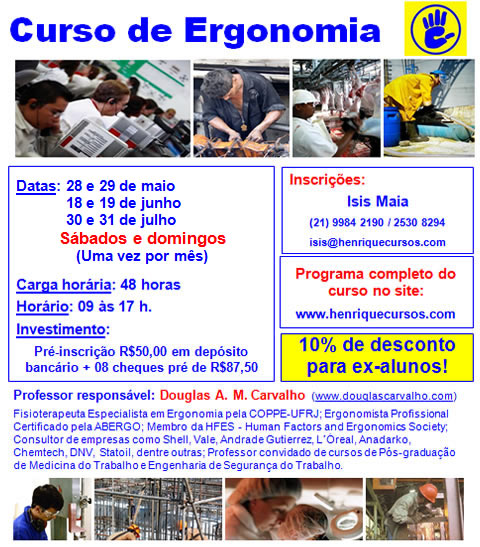 Curso de Ergonomia
Datas: 28 e 29 de maio
18 e 19 de junho
30 e 31 de julho
Sábados e domingos
(Uma vez por mês)
Carga horária: 48 horas
Horário: 09 às 17 h.
Investimento:
Pré-inscrição R$50,00 em depósito
bancário + 08 cheques pré de R$87,50
Inscrições:
Isis Maia
(21) 9984 2190 / 2530 8294
isis@henriquecursos.com
Programa completo do
curso no site:
www.henriquecursos.com
10% de desconto
para ex-alunos!
Professor responsável: Douglas A. M. Carvalho (www.douglascarvalho.com)
Fisioterapeuta Especialista em Ergonomia pela COPPE-UFRJ; Ergonomista Profissional
Certificado pela ABERGO; Membro da HFES - Human Factors and Ergonomics Society;
Consultor de empresas como Shell, Vale, Andrade Gutierrez, L´Óreal, Anadarko,
Chemtech, DNV, Statoil, dentre outras; Professor convidado de cursos de Pós-graduação
de Medicina do Trabalho e Engenharia de Segurança do Trabalho.